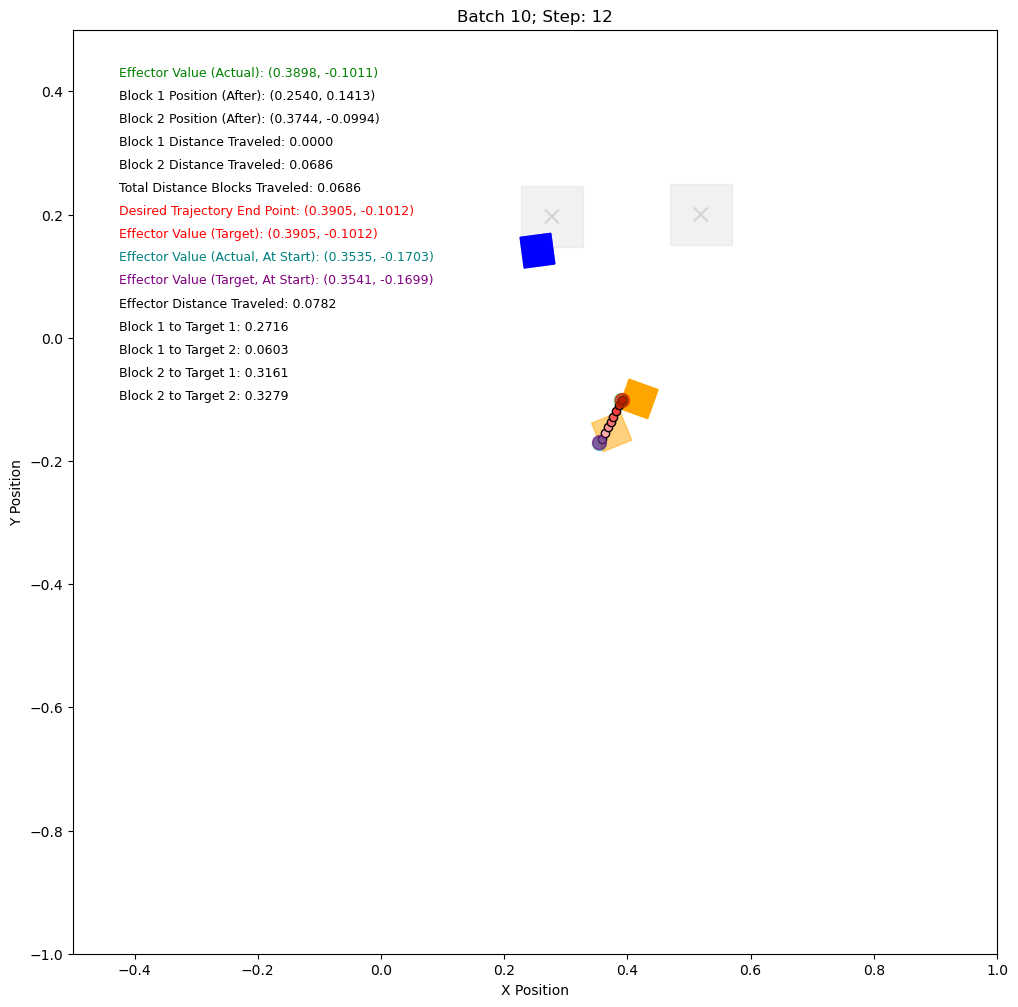 Batch 10; Step: 12
Effector Value (Actual): (0.3898, -0.1011)
Block 1 Position (After): (0.2540, 0.1413)
Block 2 Position (After): (0.3744, -0.0994)
Block 1 Distance Traveled: 0.0000
Block 2 Distance Traveled: 0.0686
Total Distance Blocks Traveled: 0.0686
Desired Trajectory End Point: (0.3905, -0.1012)
Effector Value (Target): (0.3905, -0.1012)
Effector Value (Actual, At Start): (0.3535, -0.1703)
Effector Value (Target, At Start): (0.3541, -0.1699)
Effector Distance Traveled: 0.0782
Block 1 to Target 1: 0.2716
Block 1 to Target 2: 0.0603
Block 2 to Target 1: 0.3161
Block 2 to Target 2: 0.3279
0.4
0.2
0.0
−0.2
−0.4
−0.6
−0.8
−1.0
Y Position
−0.4
−0.2
0.0
0.2
0.4
0.6
0.8
1.0
X Position